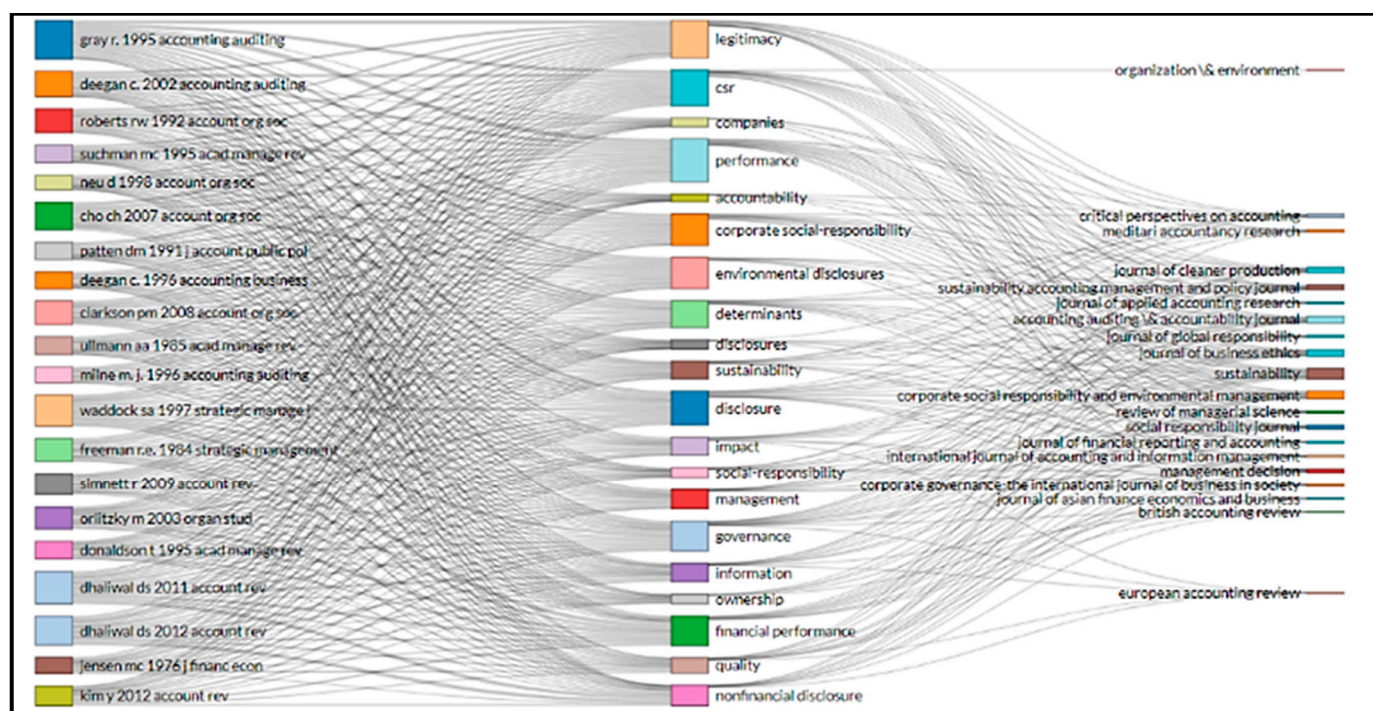 gray r. 1995 accounting auditing
deegan c. 2002 accounting auditing
roberts rw 1992 account org soc
suchman mc 1995 acad manage rev
neu d 1998 account org soc
cho ch 2007 account org soc
patten dm 1991 j account public pol
deegan c. 1996 accounting business
clarkson pm 2008 account org soc
ullmann aa 1985 acad manage rev
milne m. j. 1996 accounting auditing
waddock sa 1997 strategic manage j
freeman r.e. 1984 strategic management
simnett r 2009 account rev
orlitzky m 2003 organ stud
donaldson t 1995 acad manage rev
dhaliwal ds 2011 account rev
dhaliwal ds 2012 account rev
jensen mc 1976 j financ econ
kim y 2012 account rev
legitimacy
csr
companies
performance
accountability
corporate social-responsibility
environmental disclosures
determinants
disclosures
sustainability
disclosure
impact
social-responsibility
management
governance
information
ownership
financial performance
quality
nonfinancial disclosure
organization \& environment
critical perspectives on accounting
meditari accountancy research
journal of cleaner production
sustainability accounting management and policy journal
journal of applied accounting research
accounting auditing \& accountability journal
journal of global responsibility
journal of business ethics
sustainability
corporate social responsibility and environmental management
review of managerial science
social responsibility journal
journal of financial reporting and accounting
international journal of accounting and information management
management decision
corporate governance-the international journal of business in society
journal of asian finance economics and business
british accounting review
european accounting review